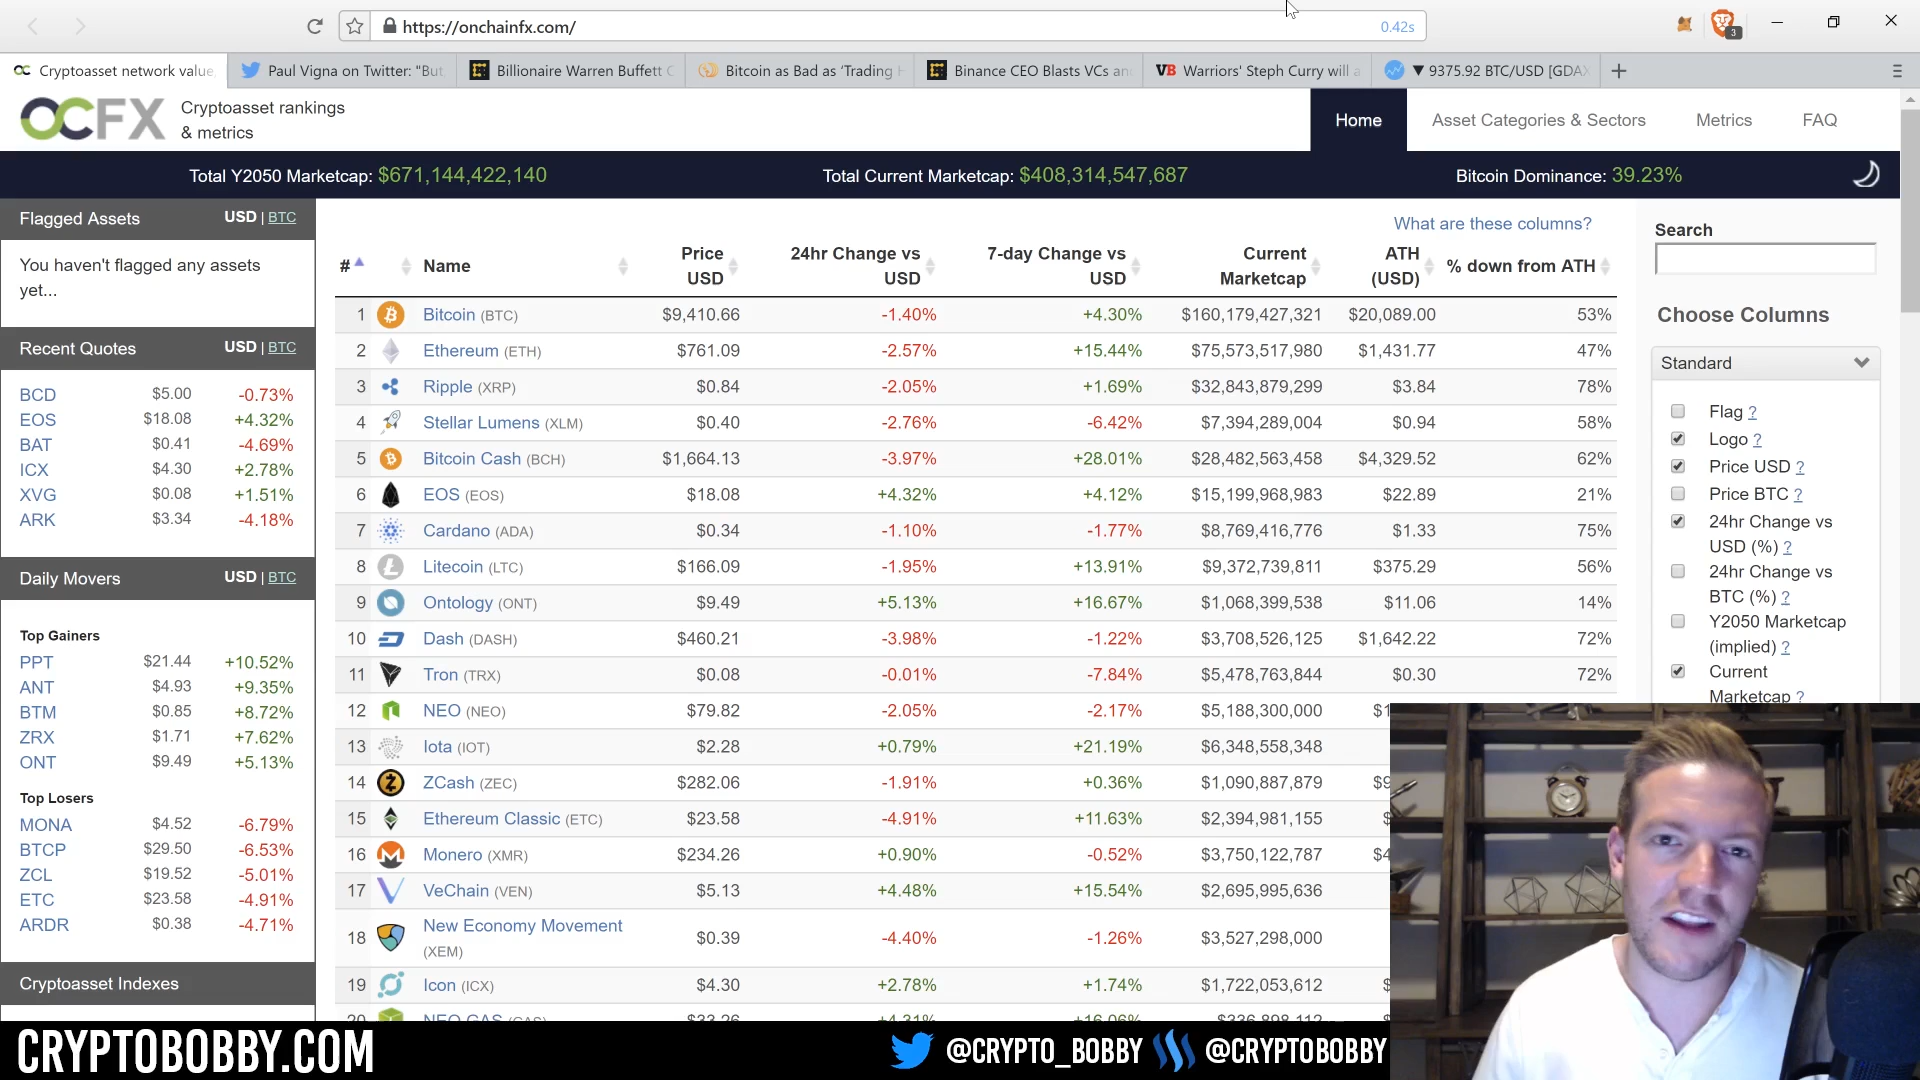 https://onchainfx.com/
0.42s
3
Cryptoasset network value,
Paul Vigna on Twitter: "But
Billionaire Warren Buffett C
Bitcoin as Bad as ‘Trading
Binance CEO Blasts VCs an
VB Warriors' Steph Curry will a
▼ 9375.92 BTC/USD [GDAX
OCFX
Cryptoasset rankings
& metrics
Home
Asset Categories & Sectors
Metrics
FAQ
Total Y2050 Marketcap: $671,144,422,140
Total Current Marketcap: $408,314,547,687
Bitcoin Dominance: 39.23%
Flagged Assets USD | BTC
You haven't flagged any assets
yet...
Recent Quotes USD | BTC
BCD $5.00 -0.73%
EOS $18.08 +4.32%
BAT $0.41 -4.69%
ICX $4.30 +2.78%
XVG $0.08 +1.51%
ARK $3.34 -4.18%
Daily Movers USD | BTC
Top Gainers
PPT $21.44 +10.52%
ANT $4.93 +9.35%
BTM $0.85 +8.72%
ZRX $1.71 +7.62%
ONT $9.49 +5.13%
Top Losers
MONA $4.52 -6.79%
BTCP $29.50 -6.53%
ZCL $19.52 -5.01%
ETC $23.58 -4.91%
ARDR $0.38 -4.71%
Cryptoasset Indexes
What are these columns?
# Name Price USD 24hr Change vs USD 7-day Change vs USD Current Marketcap ATH (USD) % down from ATH
1 Bitcoin (BTC) $9,410.66 -1.40% +4.30% $160,179,427,321 $20,089.00 53%
2 Ethereum (ETH) $761.09 -2.57% +15.44% $75,573,517,980 $1,431.77 47%
3 Ripple (XRP) $0.84 -2.05% +1.69% $32,843,879,299 $3.84 78%
4 Stellar Lumens (XLM) $0.40 -2.76% -6.42% $7,394,289,004 $0.94 58%
5 Bitcoin Cash (BCH) $1,664.13 -3.97% +28.01% $28,482,563,458 $4,329.52 62%
6 EOS (EOS) $18.08 +4.32% +4.12% $15,199,968,983 $22.89 21%
7 Cardano (ADA) $0.34 -1.10% -1.77% $8,769,416,776 $1.33 75%
8 Litecoin (LTC) $166.09 -1.95% +13.91% $9,372,739,811 $375.29 56%
9 Ontology (ONT) $9.49 +5.13% +16.67% $1,068,399,538 $11.06 14%
10 Dash (DASH) $460.21 -3.98% -1.22% $3,708,526,125 $1,642.22 72%
11 Tron (TRX) $0.08 -0.01% -7.84% $5,478,763,844 $0.30 72%
12 NEO (NEO) $79.82 -2.05% -2.17% $5,188,300,000 $1
13 Iota (IOT) $2.28 +0.79% +21.19% $6,348,558,348
14 ZCash (ZEC) $282.06 -1.91% +0.36% $1,090,887,879
15 Ethereum Classic (ETC) $23.58 -4.91% +11.63% $2,394,981,155
16 Monero (XMR) $234.26 +0.90% -0.52% $3,750,122,787
17 VeChain (VEN) $5.13 +4.48% +15.54% $2,695,995,636
18 New Economy Movement
(XEM) $0.39 -4.40% -1.26% $3,527,298,000
19 Icon (ICX) $4.30 +2.78% +1.74% $1,722,053,612
20 NEO GAS (GAS) $33.26 +4.31% +16.06% $336,898,112
Search
Choose Columns
Standard
Flag ?
Logo ?
Price USD ?
Price BTC ?
24hr Change vs
USD (%) ?
24hr Change vs
BTC (%) ?
Y2050 Marketcap
(implied) ?
Current
Marketcap ?
CRYPTOBOBBY.COM
@CRYPTO_BOBBY
@CRYPTOBOBBY